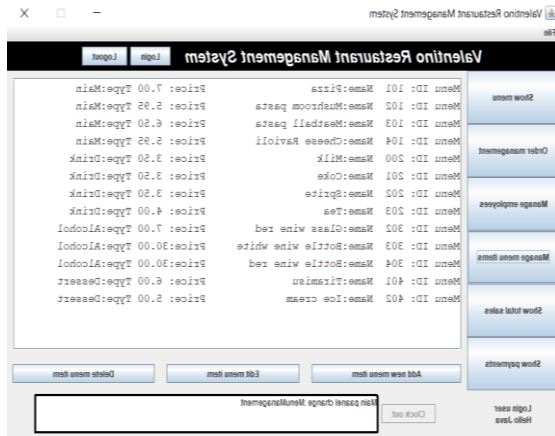 Valentino Restaurant Management System
File
Valentino Restaurant Management System
Login
Logout
Show menu
Order management
Manage employees
Manage menu items
Show total sales
Show payments
Menu ID: 101 Name:Pizza Price: 7.00 Type:Main
Menu ID: 102 Name:Mushroom pasta Price: 5.95 Type:Main
Menu ID: 103 Name:Meatball pasta Price: 6.50 Type:Main
Menu ID: 104 Name:Cheese Ravioli Price: 5.95 Type:Main
Menu ID: 200 Name:Milk Price: 3.50 Type:Drink
Menu ID: 201 Name:Coke Price: 3.50 Type:Drink
Menu ID: 202 Name:Sprite Price: 3.50 Type:Drink
Menu ID: 203 Name:Tea Price: 4.00 Type:Drink
Menu ID: 302 Name:Glass wine red Price: 7.00 Type:Alcohol
Menu ID: 303 Name:Bottle wine white Price:30.00 Type:Alcohol
Menu ID: 304 Name:Bottle wine red Price:30.00 Type:Alcohol
Menu ID: 401 Name:Tiramisu Price: 6.00 Type:Dessert
Menu ID: 402 Name:Ice cream Price: 5.00 Type:Dessert
Add new menu item
Edit menu item
Delete menu item
Login user
Hello Java
Clock out
Main paanel change :MenuManagement